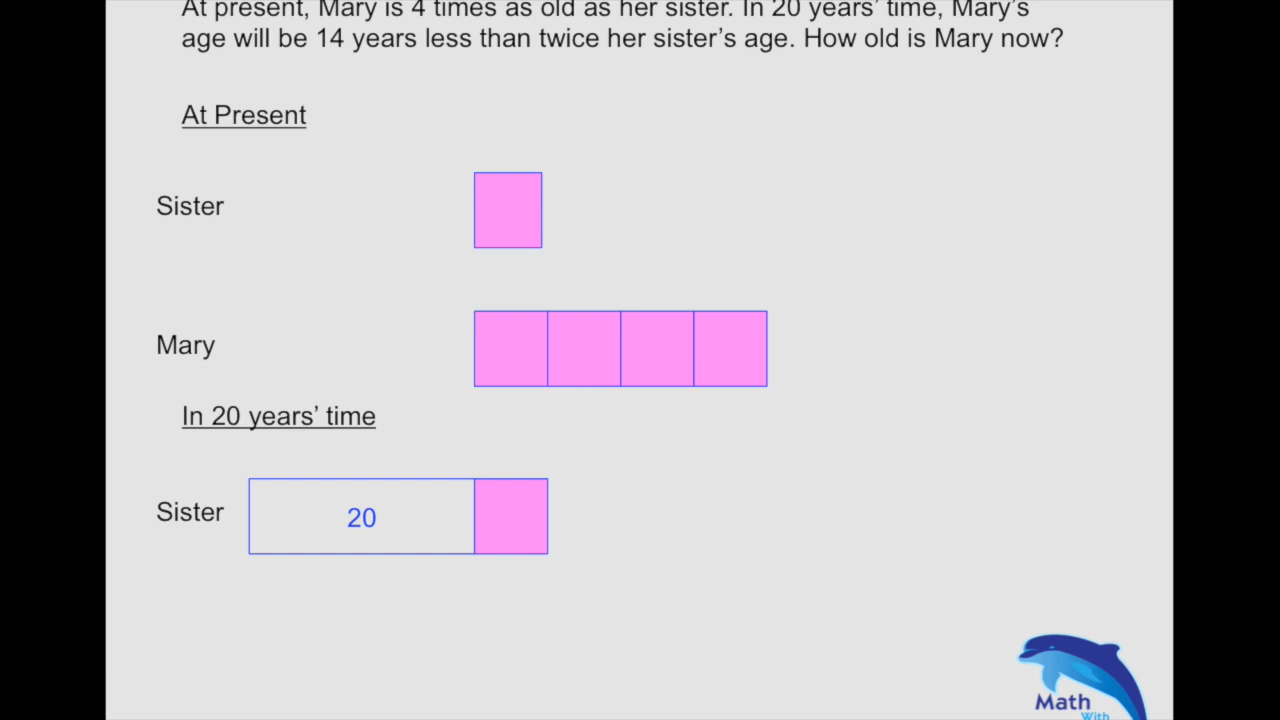 At present, Mary is 4 times as old as her sister. In 20 years’ time, Mary’s
age will be 14 years less than twice her sister’s age. How old is Mary now?
At Present
Sister
Mary
In 20 years’ time
Sister
20
Math
With